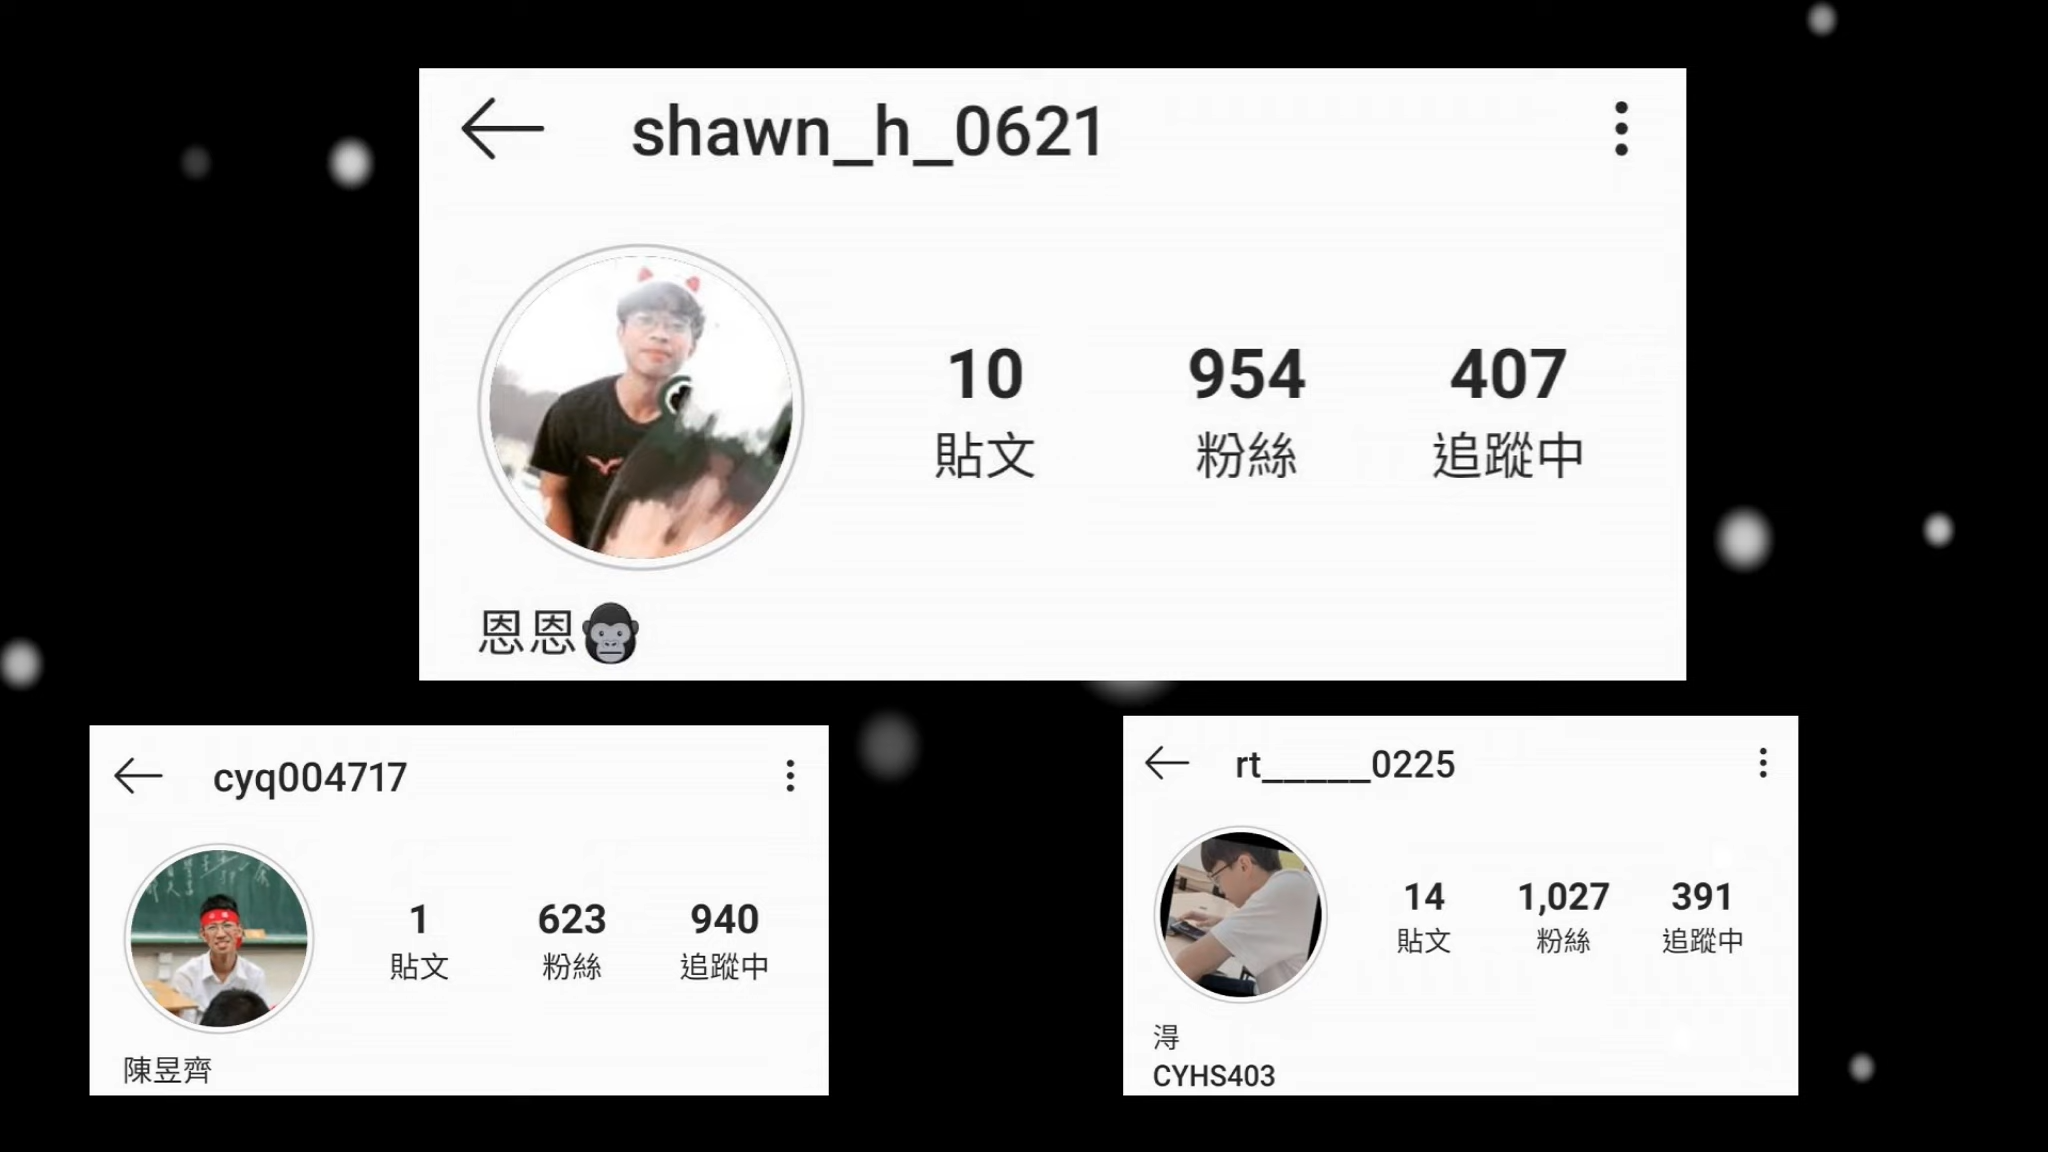 shawn_h_0621
10 954 407
貼文 粉絲 追蹤中
恩恩🦍
cyq004717
1 623 940
貼文 粉絲 追蹤中
陳昱齊
rt_____0225
14 1,027 391
貼文 粉絲 追蹤中
淂
CYHS403